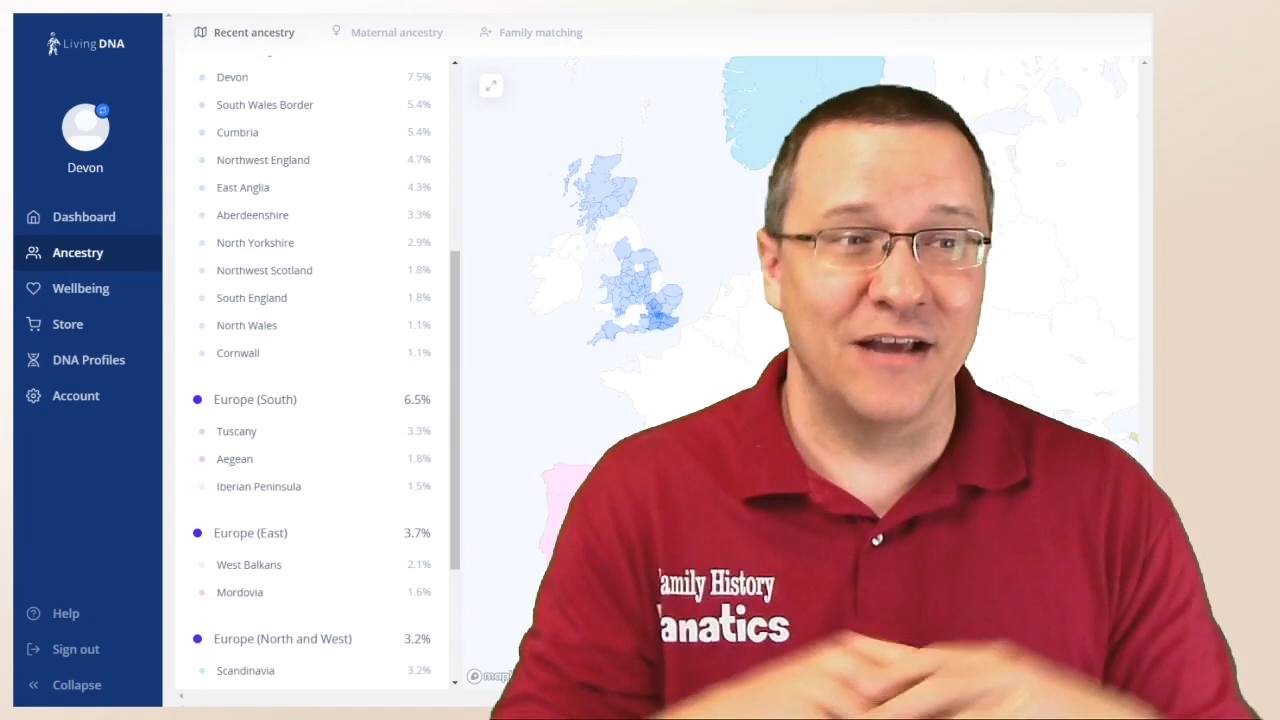 Living DNA
Devon
Dashboard
Ancestry
Wellbeing
Store
DNA Profiles
Account
Help
Sign out
Collapse
Recent ancestry
Maternal ancestry
Family matching
Devon 7.5%
South Wales Border 5.4%
Cumbria 5.4%
Northwest England 4.7%
East Anglia 4.3%
Aberdeenshire 3.3%
North Yorkshire 2.9%
Northwest Scotland 1.8%
South England 1.8%
North Wales 1.1%
Cornwall 1.1%
Europe (South) 6.5%
Tuscany 3.3%
Aegean 1.8%
Iberian Peninsula 1.5%
Europe (East) 3.7%
West Balkans 2.1%
Mordovia 1.6%
Europe (North and West) 3.2%
Scandinavia 3.2%
amily History
anatics